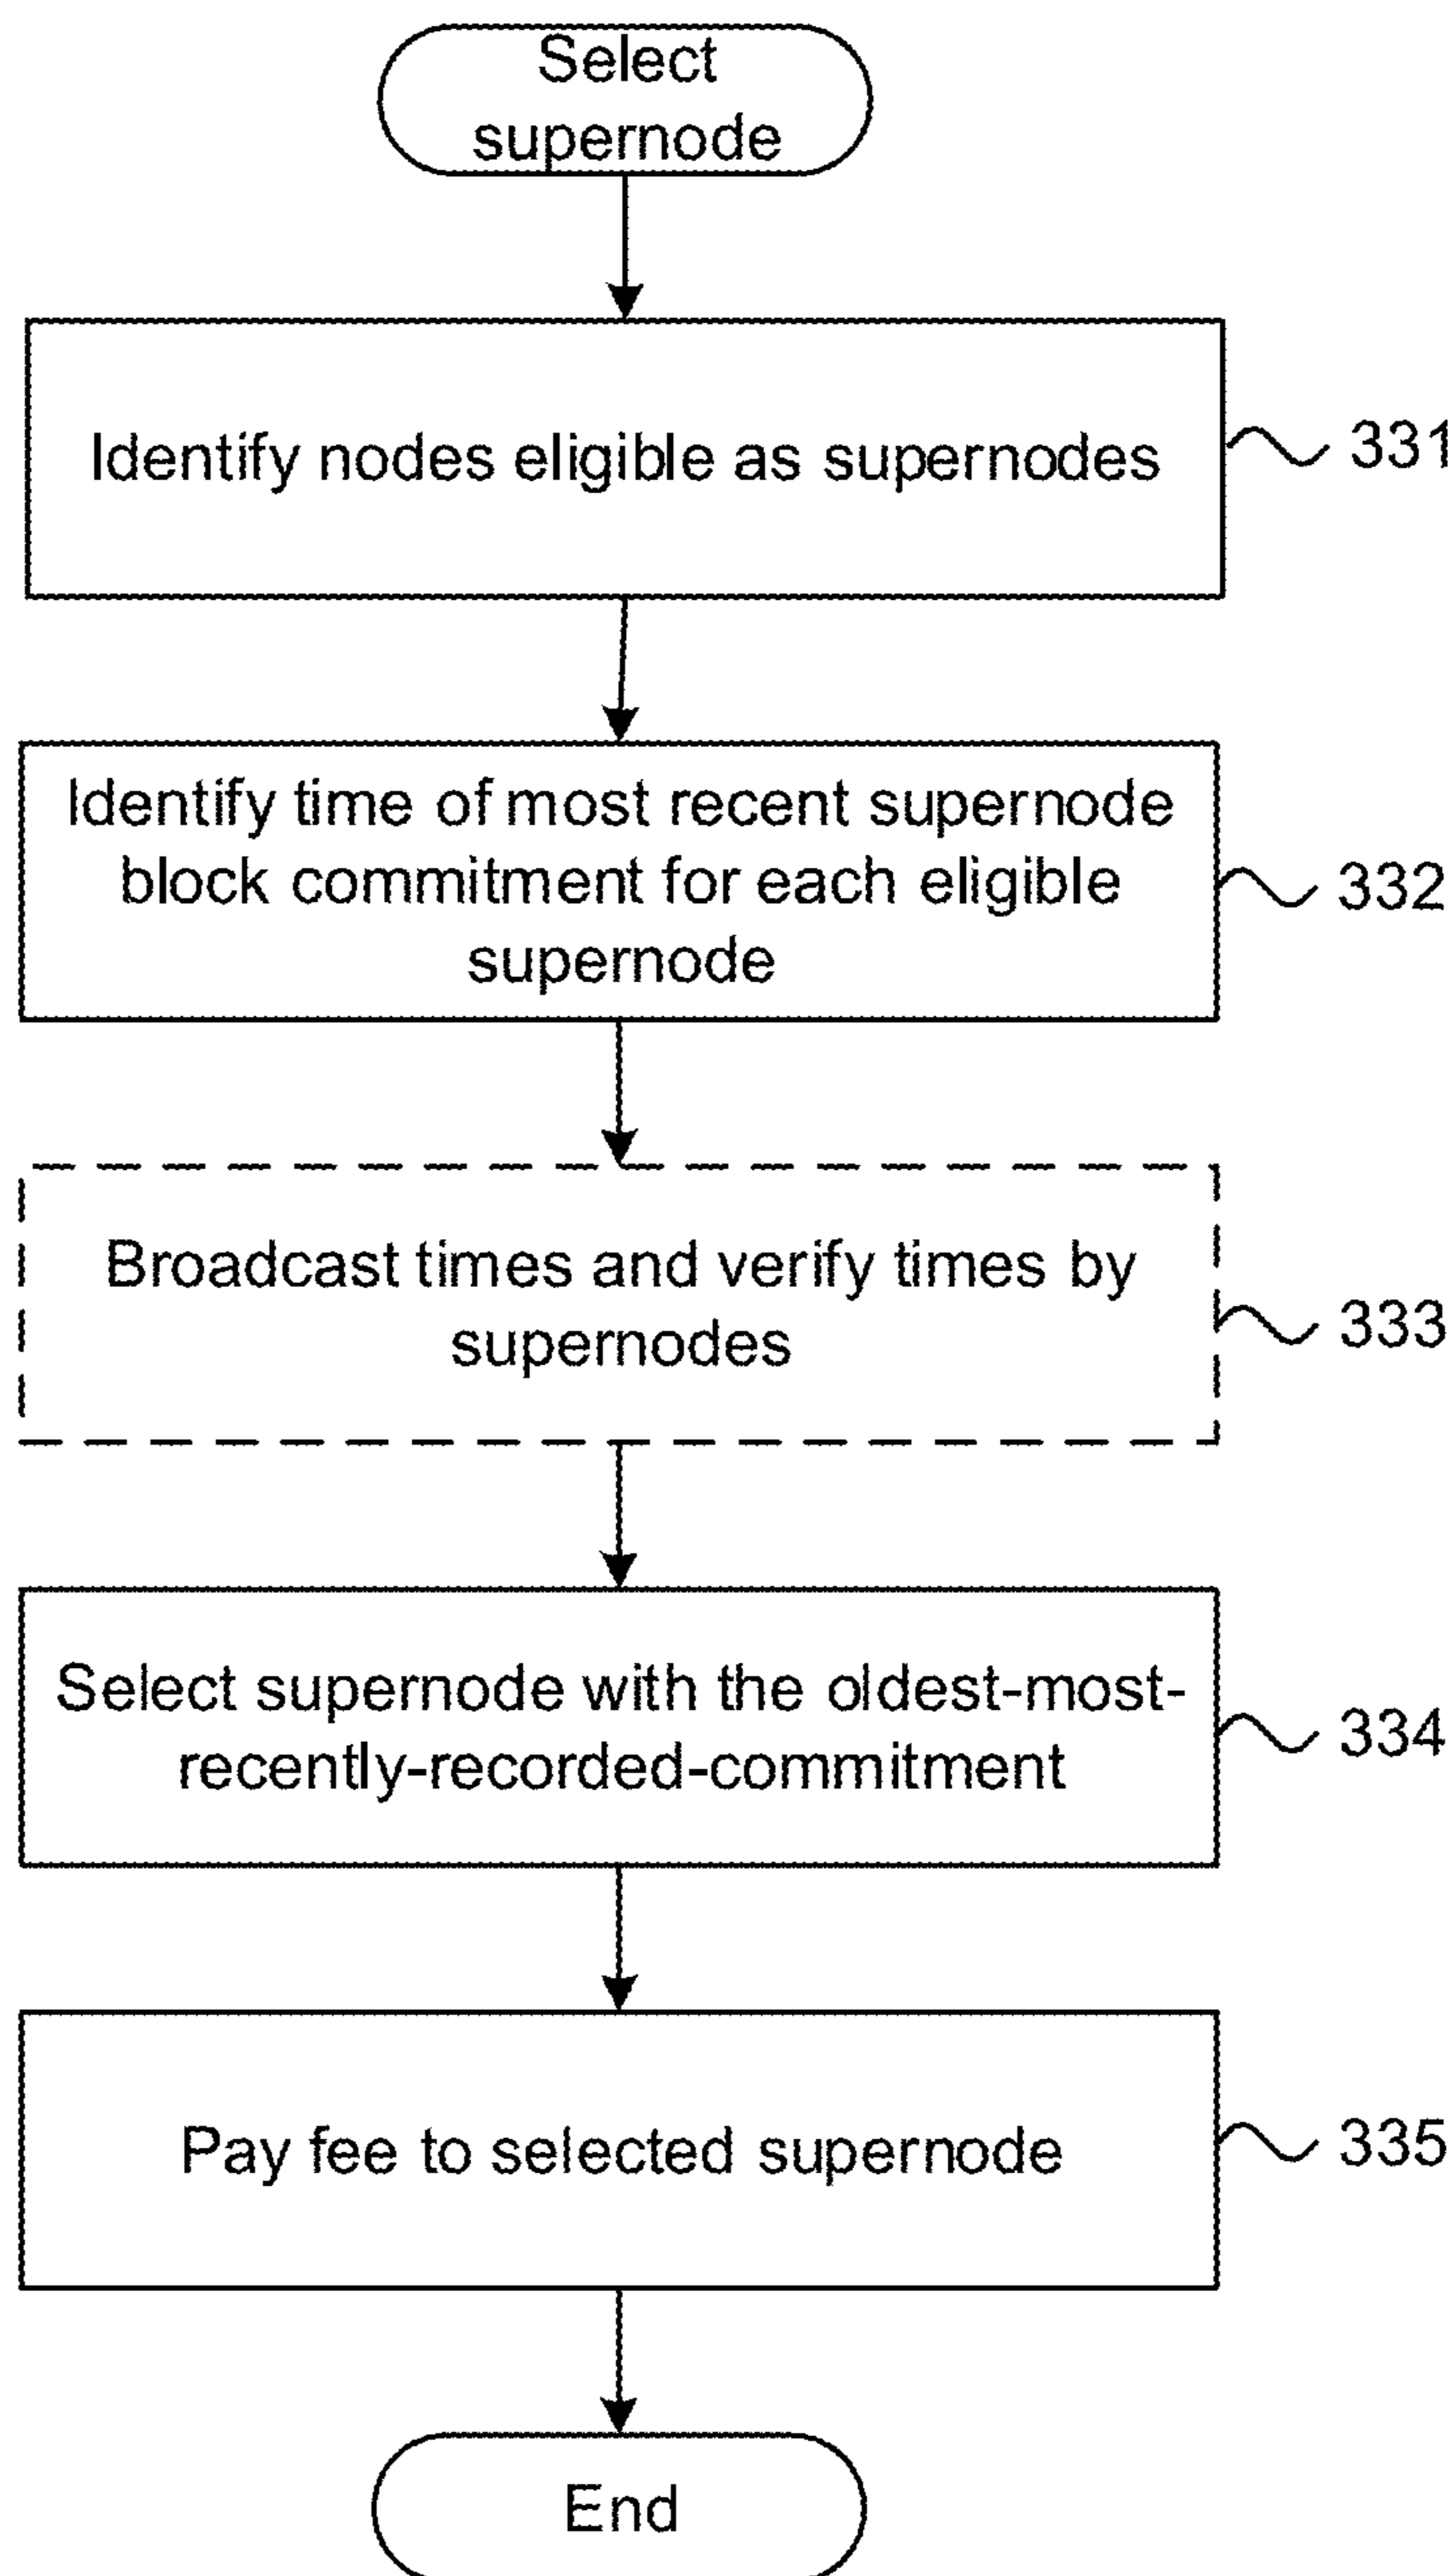 Select
supernode
Identify nodes eligible as supernodes
331
Identify time of most recent supernode
block commitment for each eligible
supernode
332
Broadcast times and verify times by
supernodes
333
Select supernode with the oldest-most-
recently-recorded-commitment
334
Pay fee to selected supernode
335
End